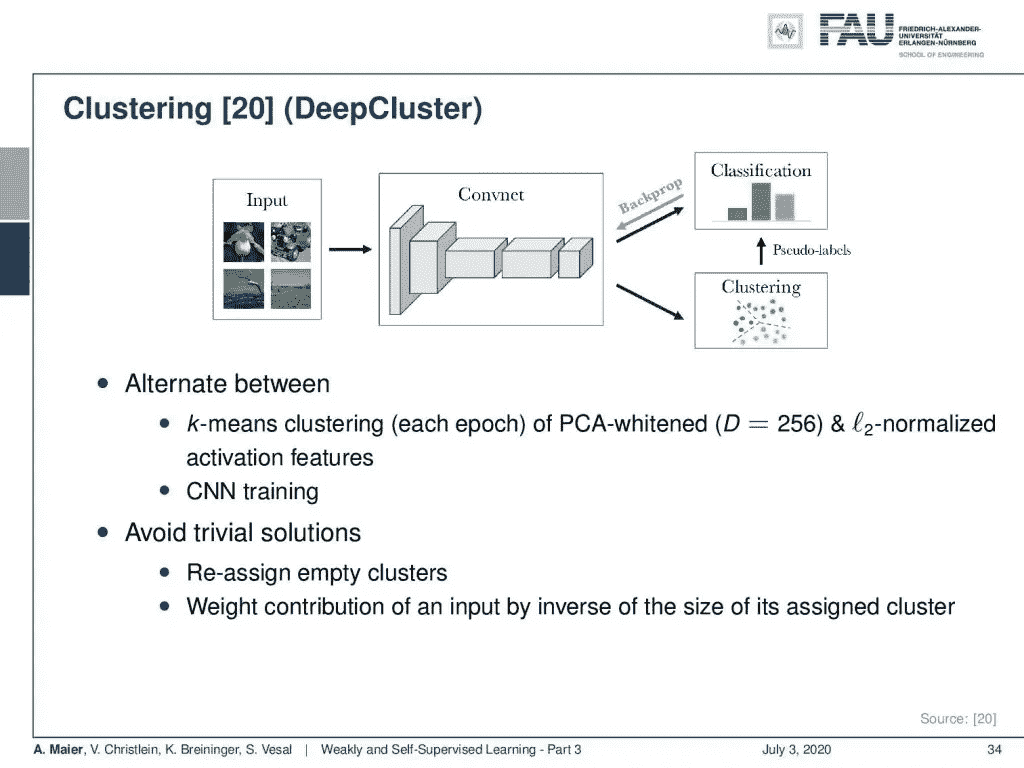 FAU
FRIEDRICH-ALEXANDER-
UNIVERSITÄT
ERLANGEN-NÜRNBERG
SCHOOL OF ENGINEERING
Clustering [20] (DeepCluster)
Input
Convnet
Backprop
Classification
Pseudo-labels
Clustering
• Alternate between
• k-means clustering (each epoch) of PCA-whitened (D = 256) & ℓ₂-normalized
activation features
• CNN training
• Avoid trivial solutions
• Re-assign empty clusters
• Weight contribution of an input by inverse of the size of its assigned cluster
Source: [20]
A. Maier, V. Christlein, K. Breininger, S. Vesal | Weakly and Self-Supervised Learning - Part 3 July 3, 2020 34